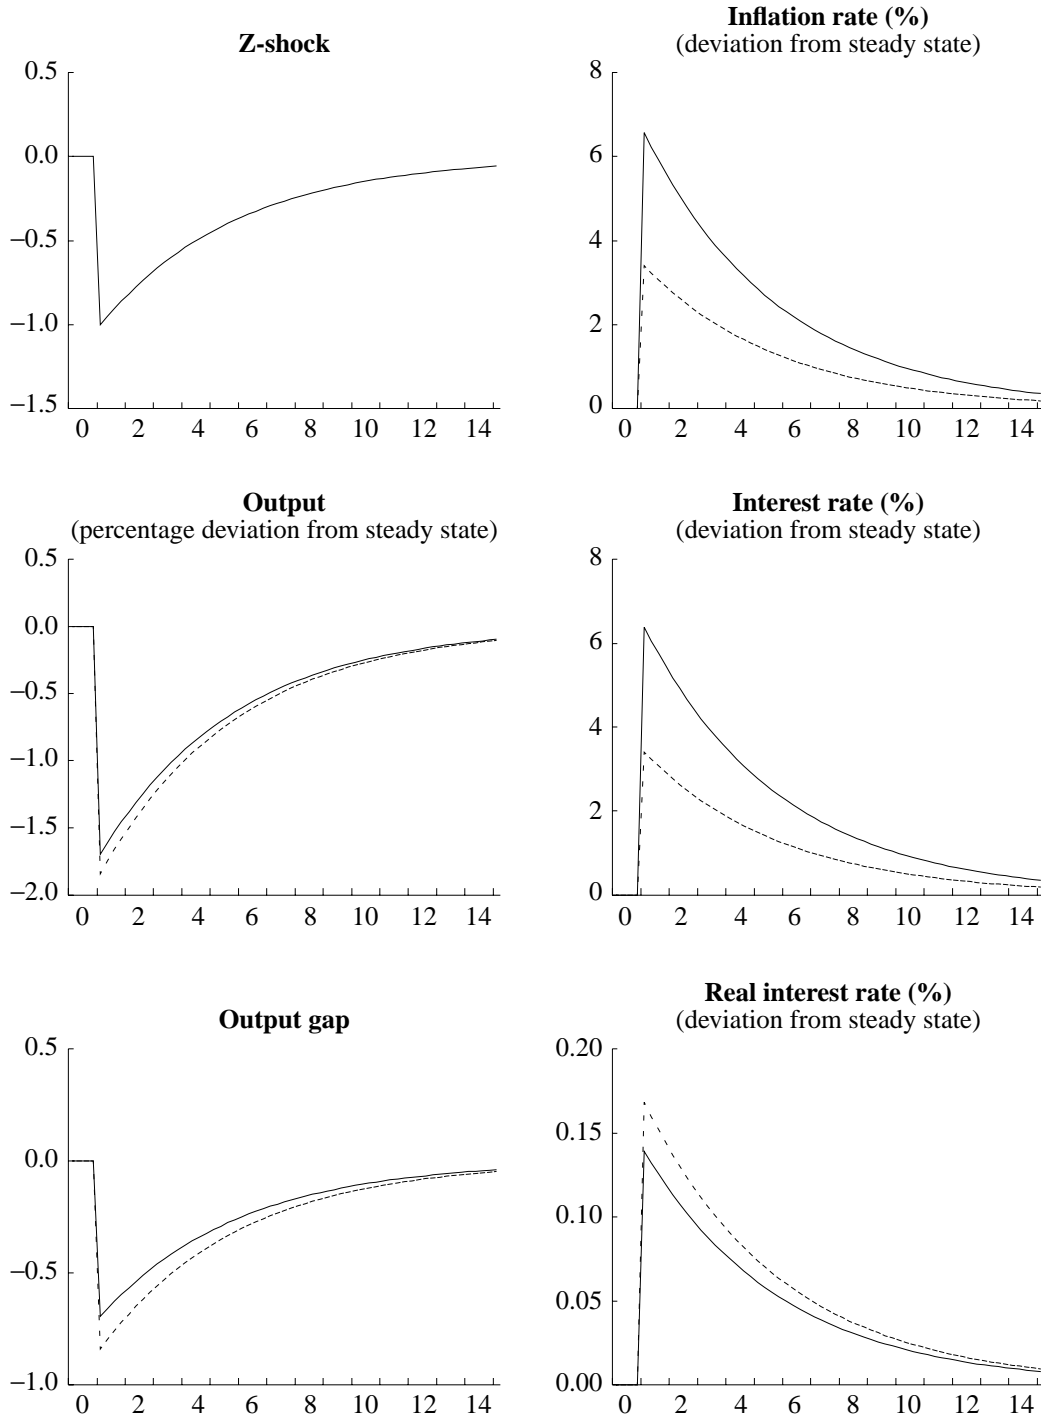 Z-shock
0.5
0.0
–0.5
–1.0
–1.5
0 2 4 6 8 10 12 14
Inflation rate (%)
(deviation from steady state)
8
6
4
2
0
0 2 4 6 8 10 12 14
Output
(percentage deviation from steady state)
0.5
0.0
–0.5
–1.0
–1.5
–2.0
0 2 4 6 8 10 12 14
Interest rate (%)
(deviation from steady state)
8
6
4
2
0
0 2 4 6 8 10 12 14
Output gap
0.5
0.0
–0.5
–1.0
0 2 4 6 8 10 12 14
Real interest rate (%)
(deviation from steady state)
0.20
0.15
0.10
0.05
0.00
0 2 4 6 8 10 12 14